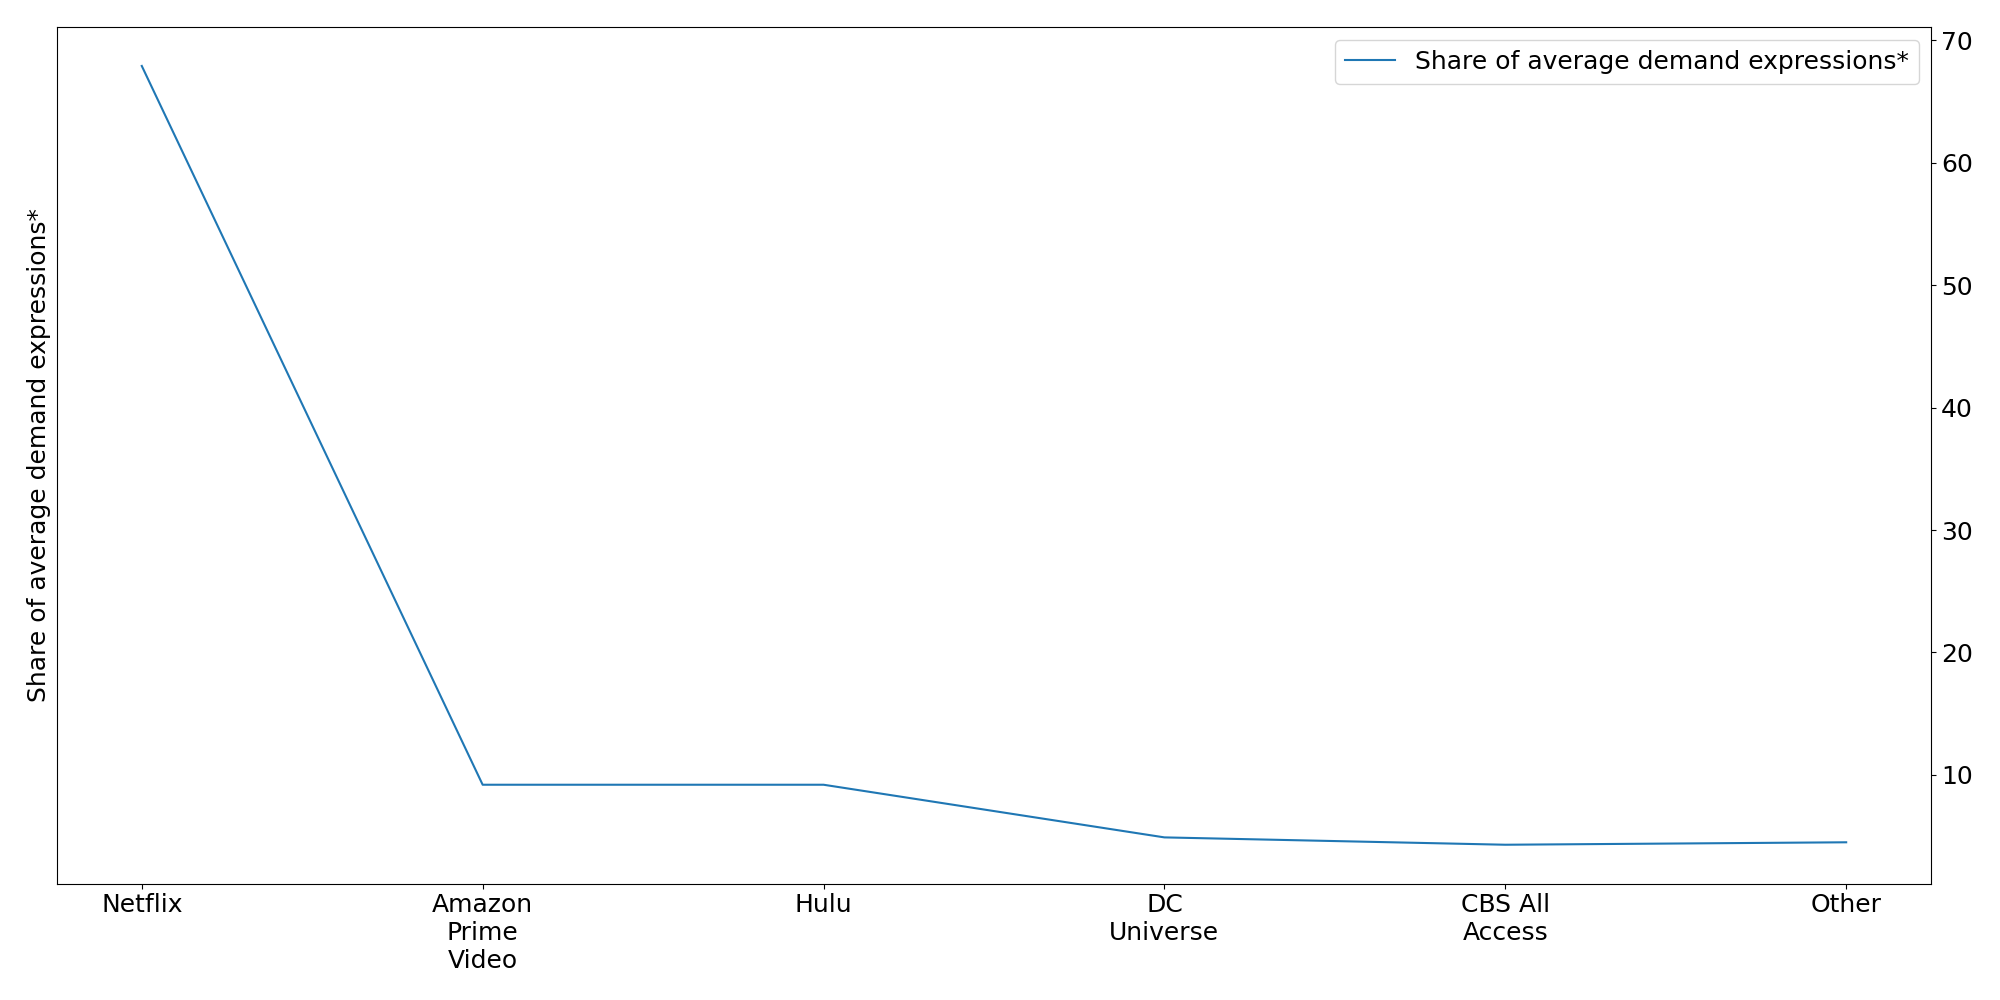 Share of average demand expressions*
Share of average demand expressions*
70
60
50
40
30
20
10
Netflix
Amazon
Prime
Video
Hulu
DC
Universe
CBS All
Access
Other